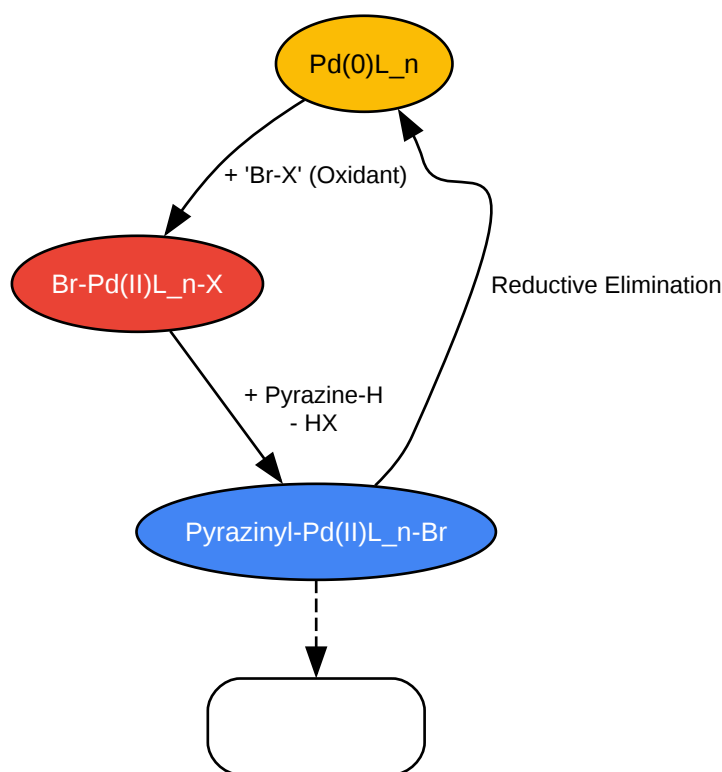 Pd(0)L_n
+ 'Br-X' (Oxidant)
Br-Pd(II)L_n-X
Reductive Elimination
+ Pyrazine-H
- HX
Pyrazinyl-Pd(II)L_n-Br